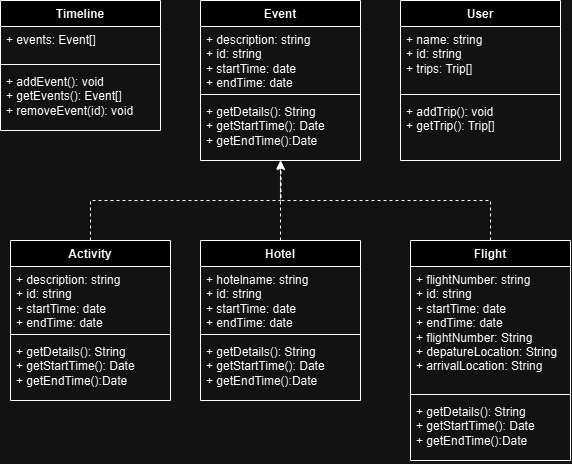 Timeline
+ events: Event[]
+ addEvent(): void
+ getEvents(): Event[]
+ removeEvent(id): void
Event
+ description: string
+ id: string
+ startTime: date
+ endTime: date
+ getDetails(): String
+ getStartTime(): Date
+ getEndTime():Date
User
+ name: string
+ id: string
+ trips: Trip[]
+ addTrip(): void
+ getTrip(): Trip[]
Activity
+ description: string
+ id: string
+ startTime: date
+ endTime: date
+ getDetails(): String
+ getStartTime(): Date
+ getEndTime():Date
Hotel
+ hotelname: string
+ id: string
+ startTime: date
+ endTime: date
+ getDetails(): String
+ getStartTime(): Date
+ getEndTime():Date
Flight
+ flightNumber: string
+ id: string
+ startTime: date
+ endTime: date
+ flightNumber: String
+ depatureLocation: String
+ arrivalLocation: String
+ getDetails(): String
+ getStartTime(): Date
+ getEndTime():Date